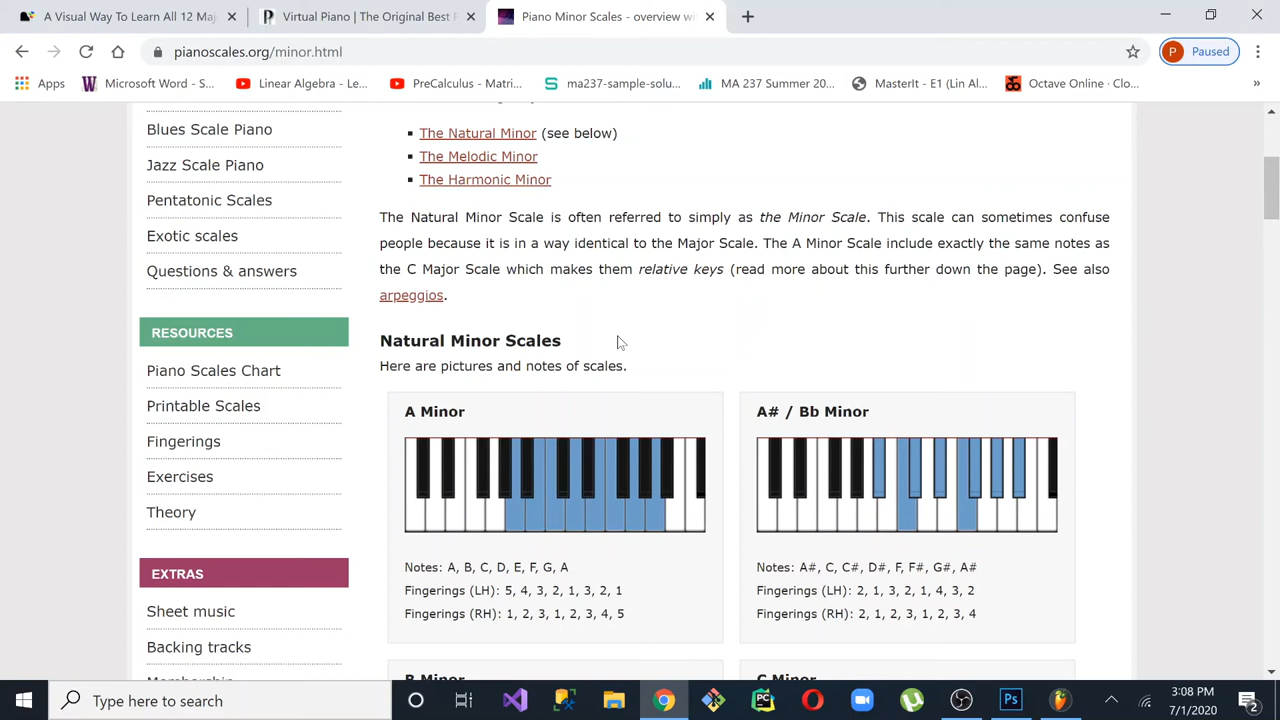 A Visual Way To Learn All 12 Maj
Virtual Piano | The Original Best P
Piano Minor Scales - overview wi
pianoscales.org/minor.html
P
Paused
Apps
Microsoft Word - S...
Linear Algebra - Le...
PreCalculus - Matri...
ma237-sample-solu...
MA 237 Summer 20...
MasterIt - E1 (Lin Al...
Octave Online · Clo...
»
Blues Scale Piano
Jazz Scale Piano
Pentatonic Scales
Exotic scales
Questions & answers
RESOURCES
Piano Scales Chart
Printable Scales
Fingerings
Exercises
Theory
EXTRAS
Sheet music
Backing tracks
The Natural Minor (see below)
The Melodic Minor
The Harmonic Minor
The Natural Minor Scale is often referred to simply as the Minor Scale. This scale can sometimes confuse
people because it is in a way identical to the Major Scale. The A Minor Scale include exactly the same notes as
the C Major Scale which makes them relative keys (read more about this further down the page). See also
arpeggios.
Natural Minor Scales
Here are pictures and notes of scales.
A Minor
Notes: A, B, C, D, E, F, G, A
Fingerings (LH): 5, 4, 3, 2, 1, 3, 2, 1
Fingerings (RH): 1, 2, 3, 1, 2, 3, 4, 5
A# / Bb Minor
Notes: A#, C, C#, D#, F, F#, G#, A#
Fingerings (LH): 2, 1, 3, 2, 1, 4, 3, 2
Fingerings (RH): 2, 1, 2, 3, 1, 2, 3, 4
B Minor
C Minor
Type here to search
PC
Ps
3:08 PM
7/1/2020
2